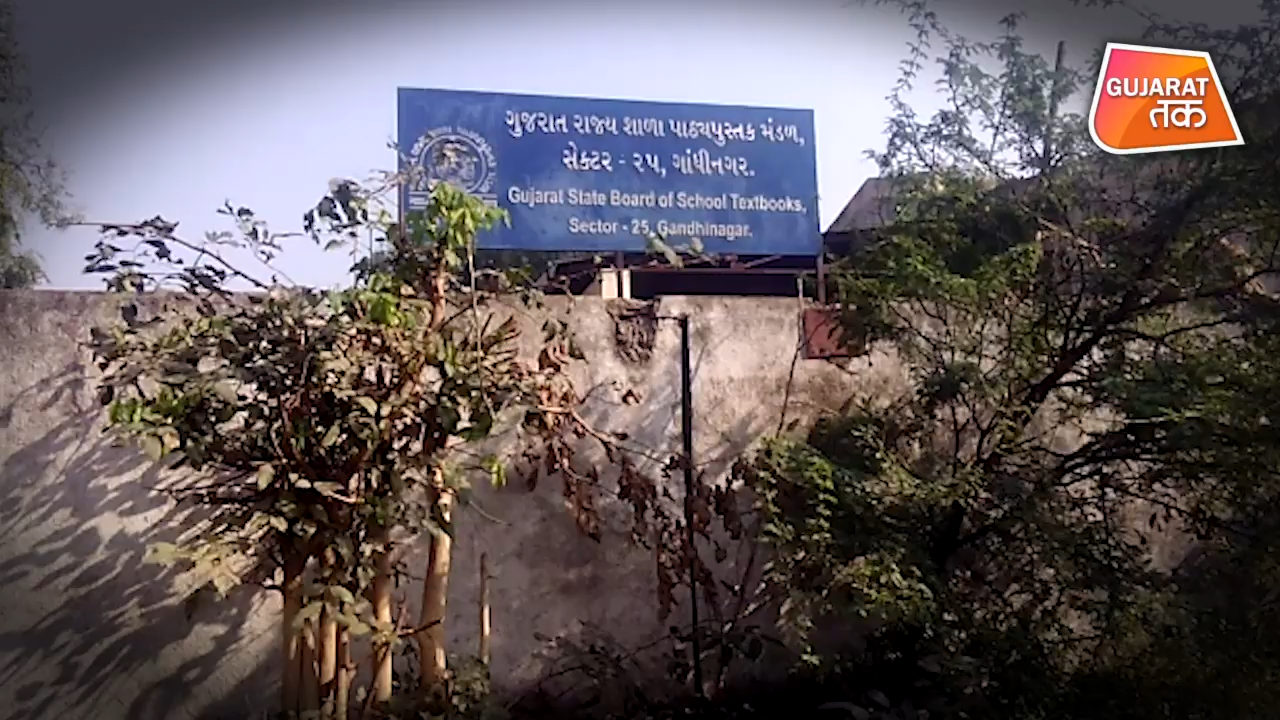 ગુજરાત રાજ્ય શાળા પાઠ્યપુસ્તક મંડળ,
સેક્ટર - ૨૫, ગાંધીનગર.
Gujarat State Board of School Textbooks,
Sector - 25, Gandhinagar.
GUJARAT
तक